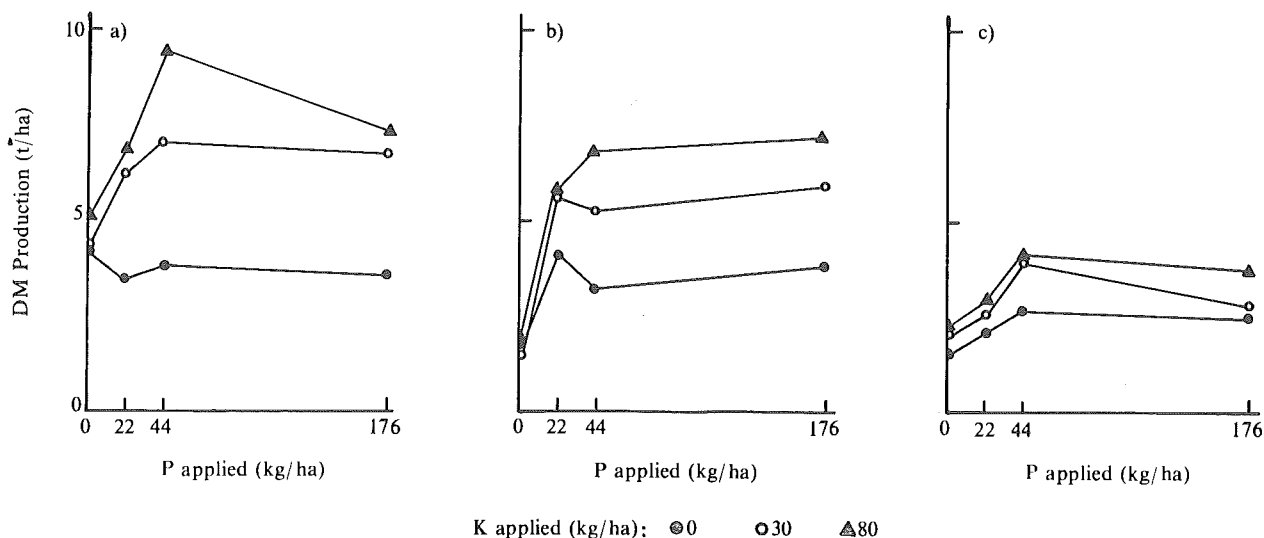 10
a)
b)
c)
DM Production (t/ha)
5
0
0 22 44 176
0 22 44 176
0 22 44 176
P applied (kg/ha)
P applied (kg/ha)
P applied (kg/ha)
K applied (kg/ha); 0 30 80